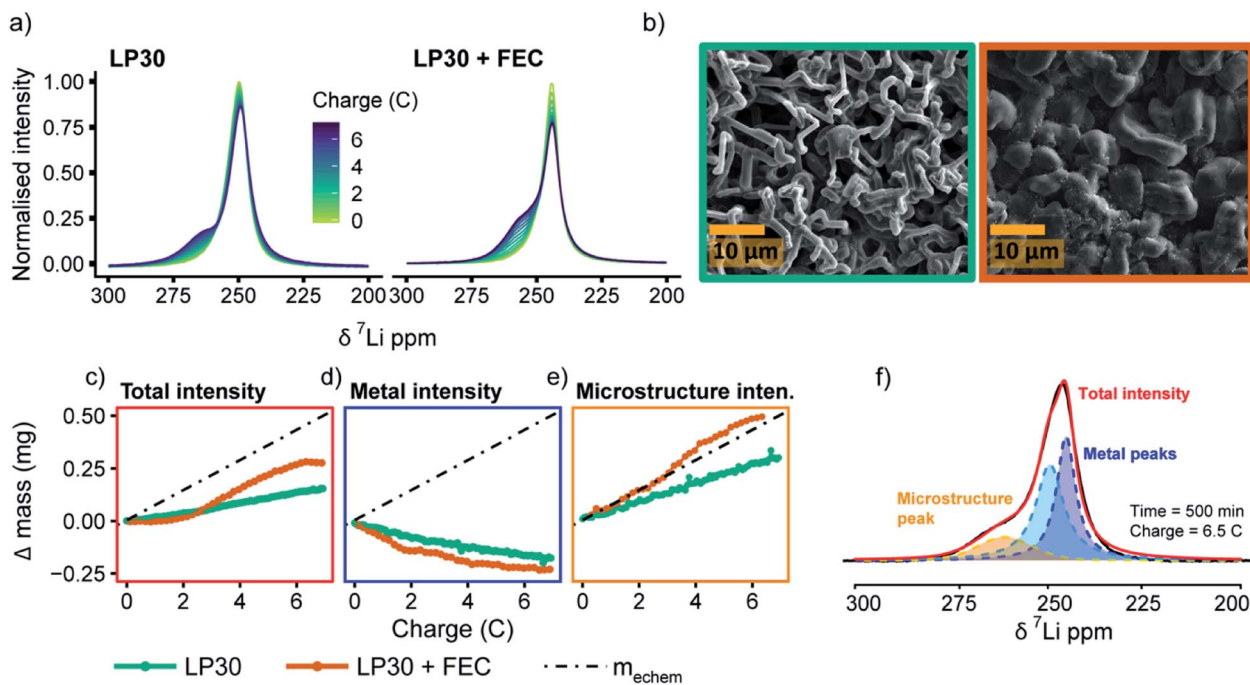 a)
LP30
LP30 + FEC
Normalised intensity
1.00
0.75
0.50
0.25
0.00
Charge (C)
6
4
2
0
300 275 250 225 200
300 275 250 225 200
δ ⁷Li ppm
b)
10 µm
10 µm
c) Total intensity
d) Metal intensity
e) Microstructure inten.
Δ mass (mg)
0.50
0.25
0.00
−0.25
0 2 4 6
0 2 4 6
0 2 4 6
Charge (C)
LP30
LP30 + FEC
m_echem
f)
Total intensity
Metal peaks
Microstructure
peak
Time = 500 min
Charge = 6.5 C
300 275 250 225 200
δ ⁷Li ppm